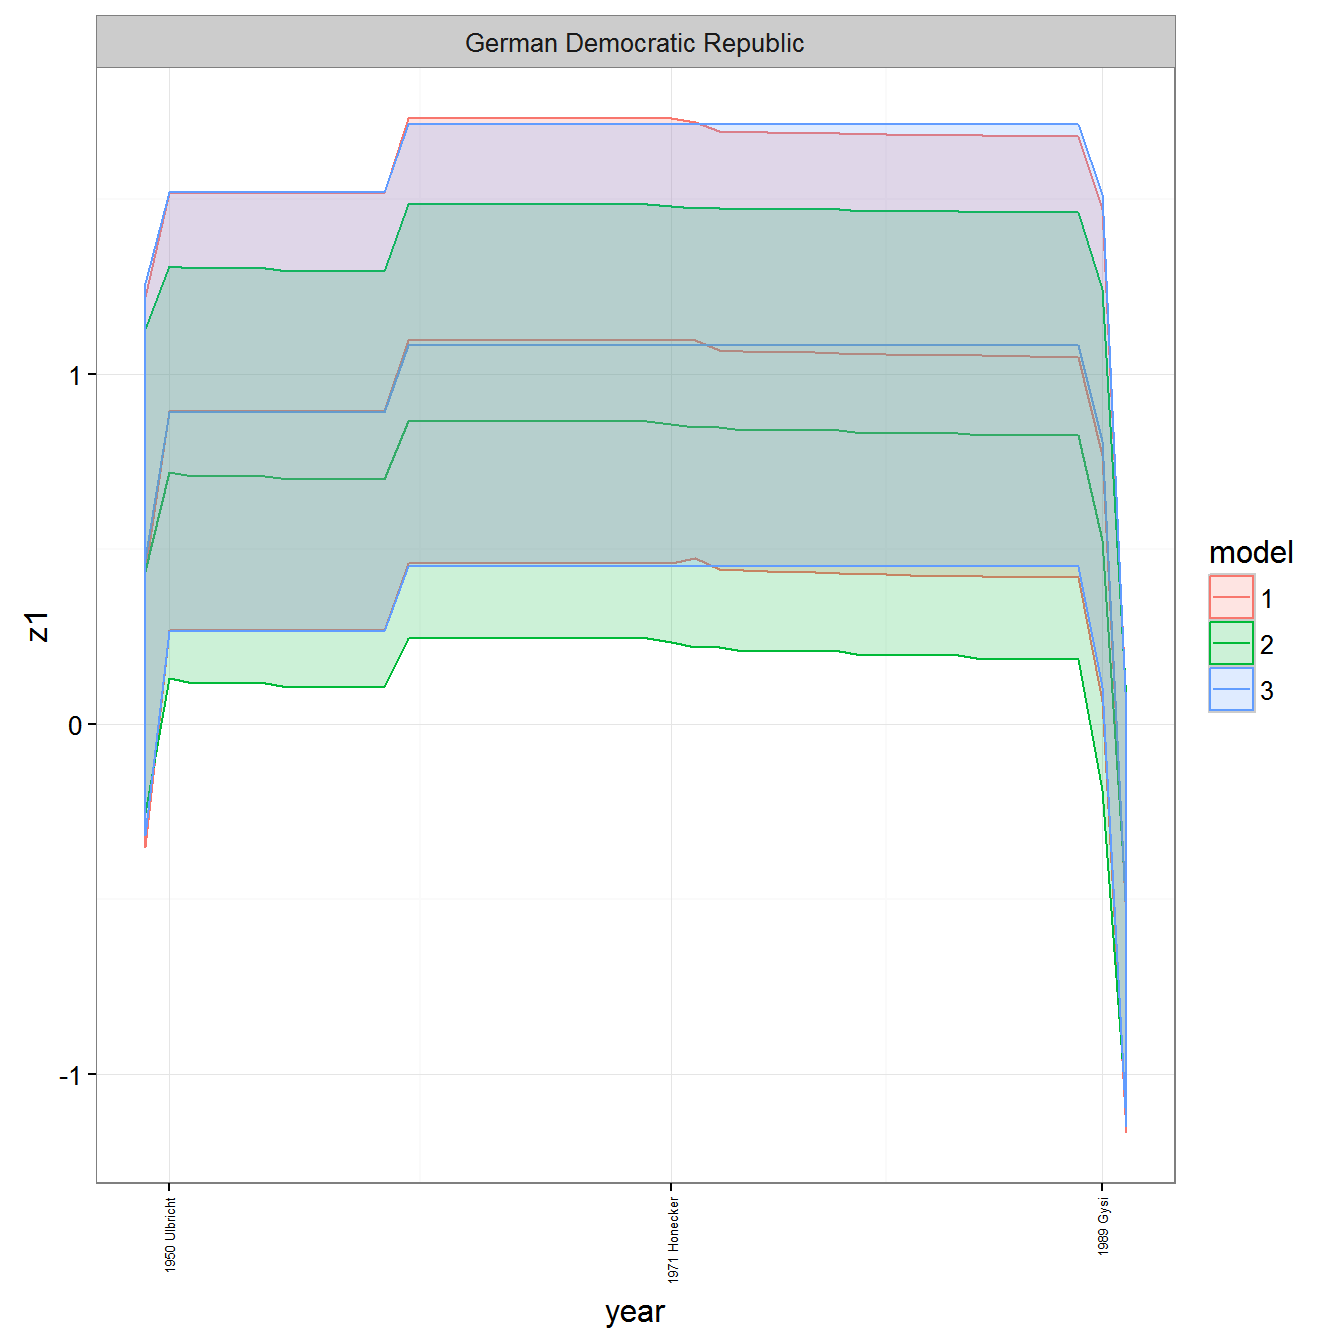 German Democratic Republic
z1
1
0
-1
1950 Ulbricht
1971 Honecker
1989 Gysi
year
model
1
2
3